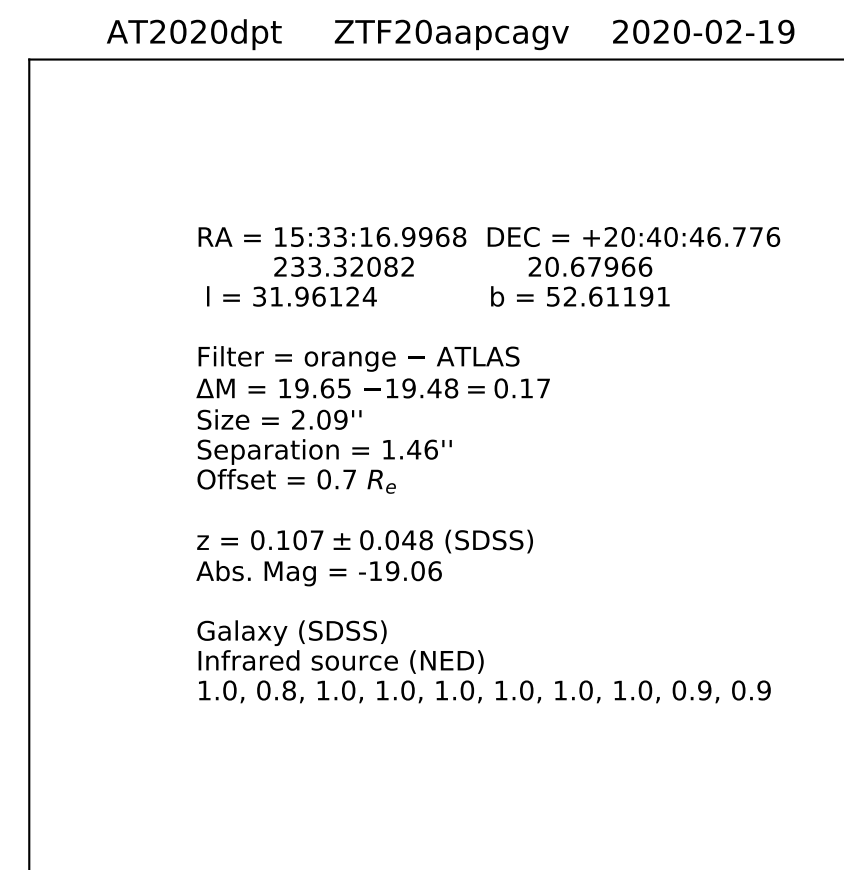 AT2020dpt ZTF20aapcagv 2020-02-19
RA = 15:33:16.9968 DEC = +20:40:46.776
233.32082 20.67966
l = 31.96124 b = 52.61191
Filter = orange − ATLAS
ΔM = 19.65 −19.48 = 0.17
Size = 2.09''
Separation = 1.46''
Offset = 0.7 Re
z = 0.107 ± 0.048 (SDSS)
Abs. Mag = -19.06
Galaxy (SDSS)
Infrared source (NED)
1.0, 0.8, 1.0, 1.0, 1.0, 1.0, 1.0, 1.0, 0.9, 0.9